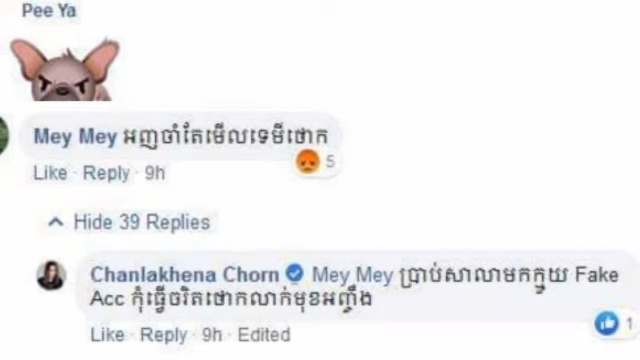 Pee Ya
Mey Mey អញចាំតែមើលទេមីថោក
5
Like · Reply · 9h
Hide 39 Replies
Chanlakhena Chorn Mey Mey ប្រាប់សាលាមកក្មួយ Fake
Acc កុំធ្វើចរិតថោកលាក់មុខអញ្ចឹង
1
Like · Reply · 9h · Edited